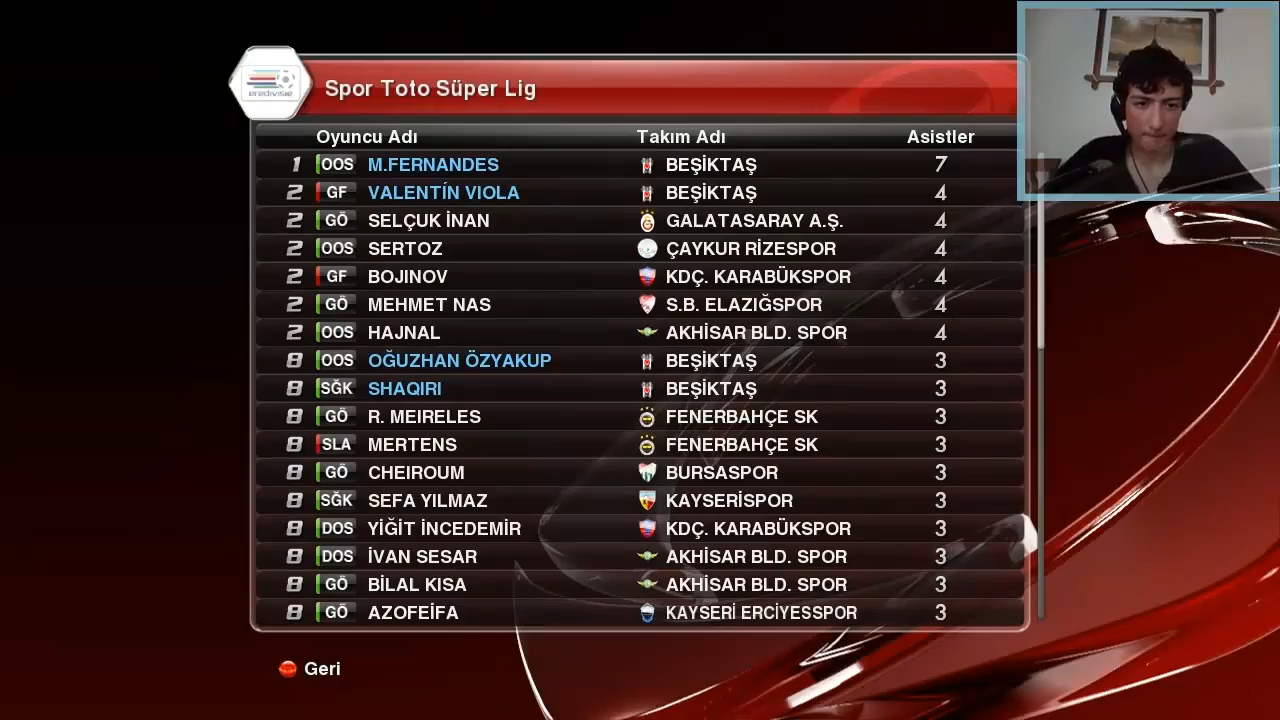 eredivisie
Spor Toto Süper Lig
Oyuncu Adı Takım Adı Asistler
1 OOS M.FERNANDES BEŞİKTAŞ 7
2 GF VALENTÍN VIOLA BEŞİKTAŞ 4
2 GÖ SELÇUK İNAN GALATASARAY A.Ş. 4
2 OOS SERTOZ ÇAYKUR RİZESPOR 4
2 GF BOJINOV KDÇ. KARABÜKSPOR 4
2 GÖ MEHMET NAS S.B. ELAZIĞSPOR 4
2 OOS HAJNAL AKHİSAR BLD. SPOR 4
8 OOS OĞUZHAN ÖZYAKUP BEŞİKTAŞ 3
8 SĞK SHAQIRI BEŞİKTAŞ 3
8 GÖ R. MEIRELES FENERBAHÇE SK 3
8 SLA MERTENS FENERBAHÇE SK 3
8 GÖ CHEIROUM BURSASPOR 3
8 SĞK SEFA YILMAZ KAYSERİSPOR 3
8 DOS YİĞİT İNCEDEMİR KDÇ. KARABÜKSPOR 3
8 DOS İVAN SESAR AKHİSAR BLD. SPOR 3
8 GÖ BİLAL KISA AKHİSAR BLD. SPOR 3
8 GÖ AZOFEİFA KAYSERİ ERCİYESSPOR 3
Geri